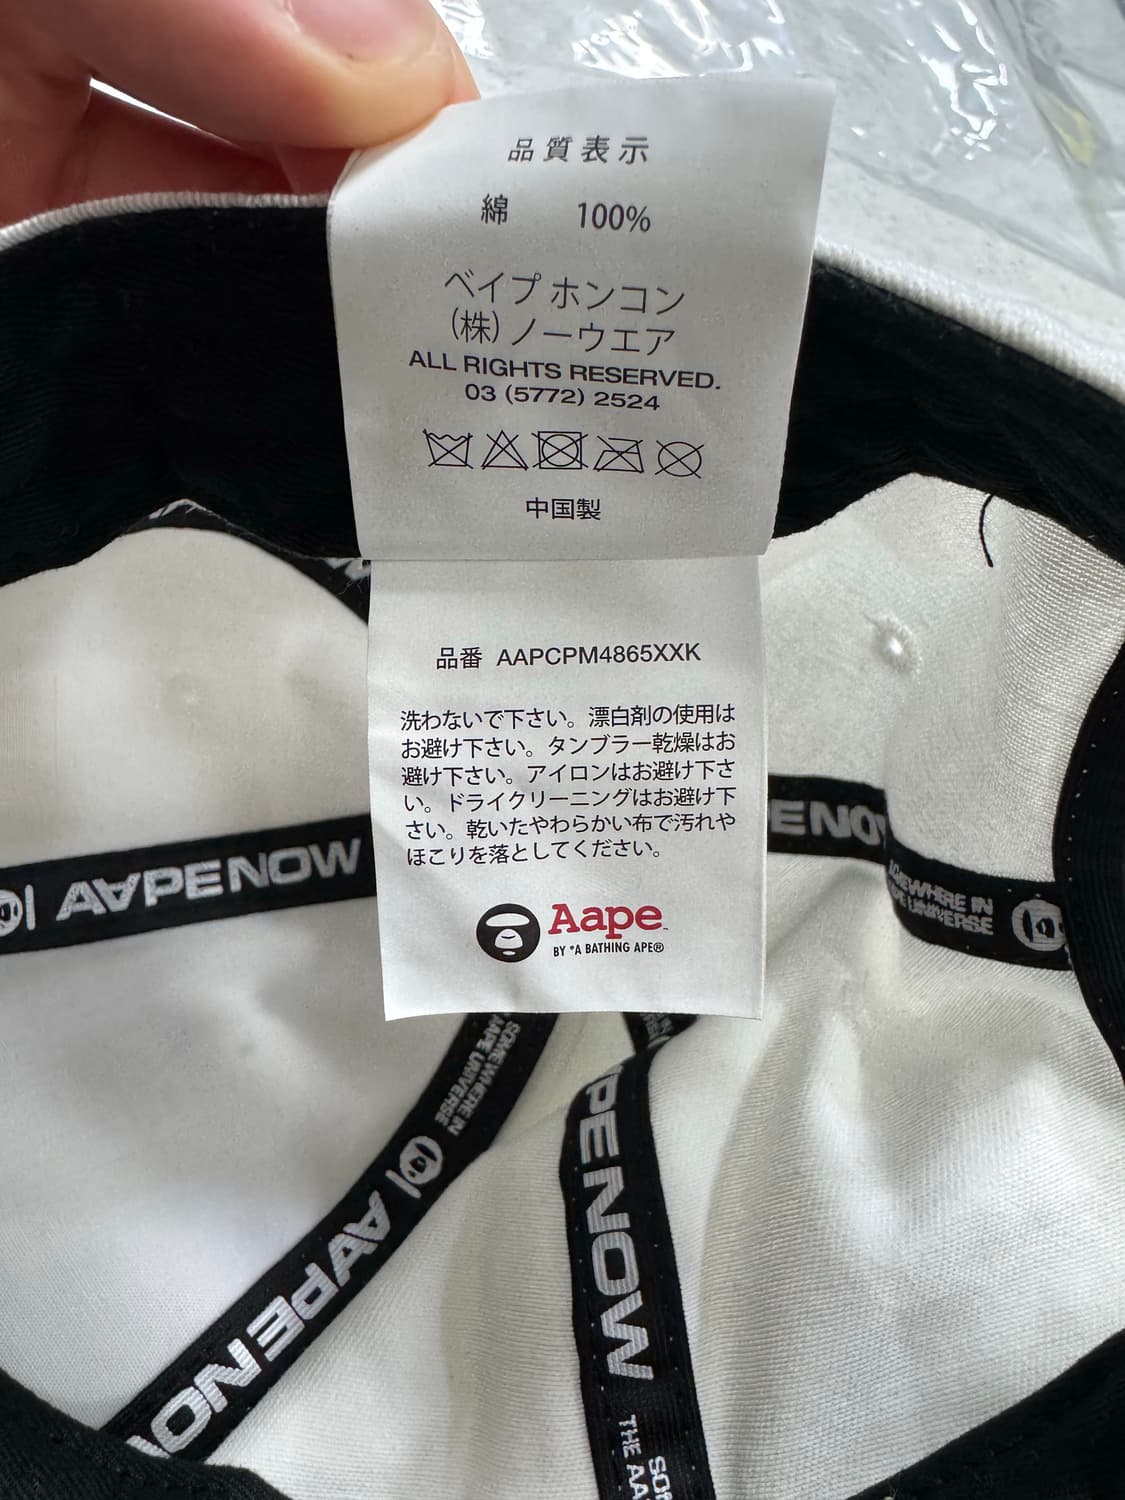 品質表示
綿 100%
ベイプ ホンコン
(株)ノーウエア
ALL RIGHTS RESERVED.
03 (5772) 2524
中国製
品番 AAPCPM4865XXK
洗わないで下さい。漂白剤の使用は
お避け下さい。タンブラー乾燥はお
避け下さい。アイロンはお避け下さ
い。ドライクリーニングはお避け下
さい。乾いたやわらかい布で汚れや
ほこりを落としてください。
Aape
BY *A BATHING APE®
AAPENOW
PENOW
SOMEWHERE IN
AAPE UNIVERSE
AAPENO
PENOW
THE AA